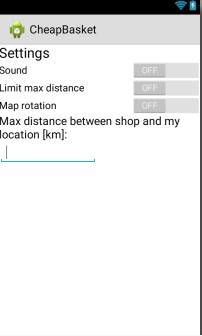 CheapBasket
Settings
Sound OFF
Limit max distance OFF
Map rotation OFF
Max distance between shop and my
location [km]: